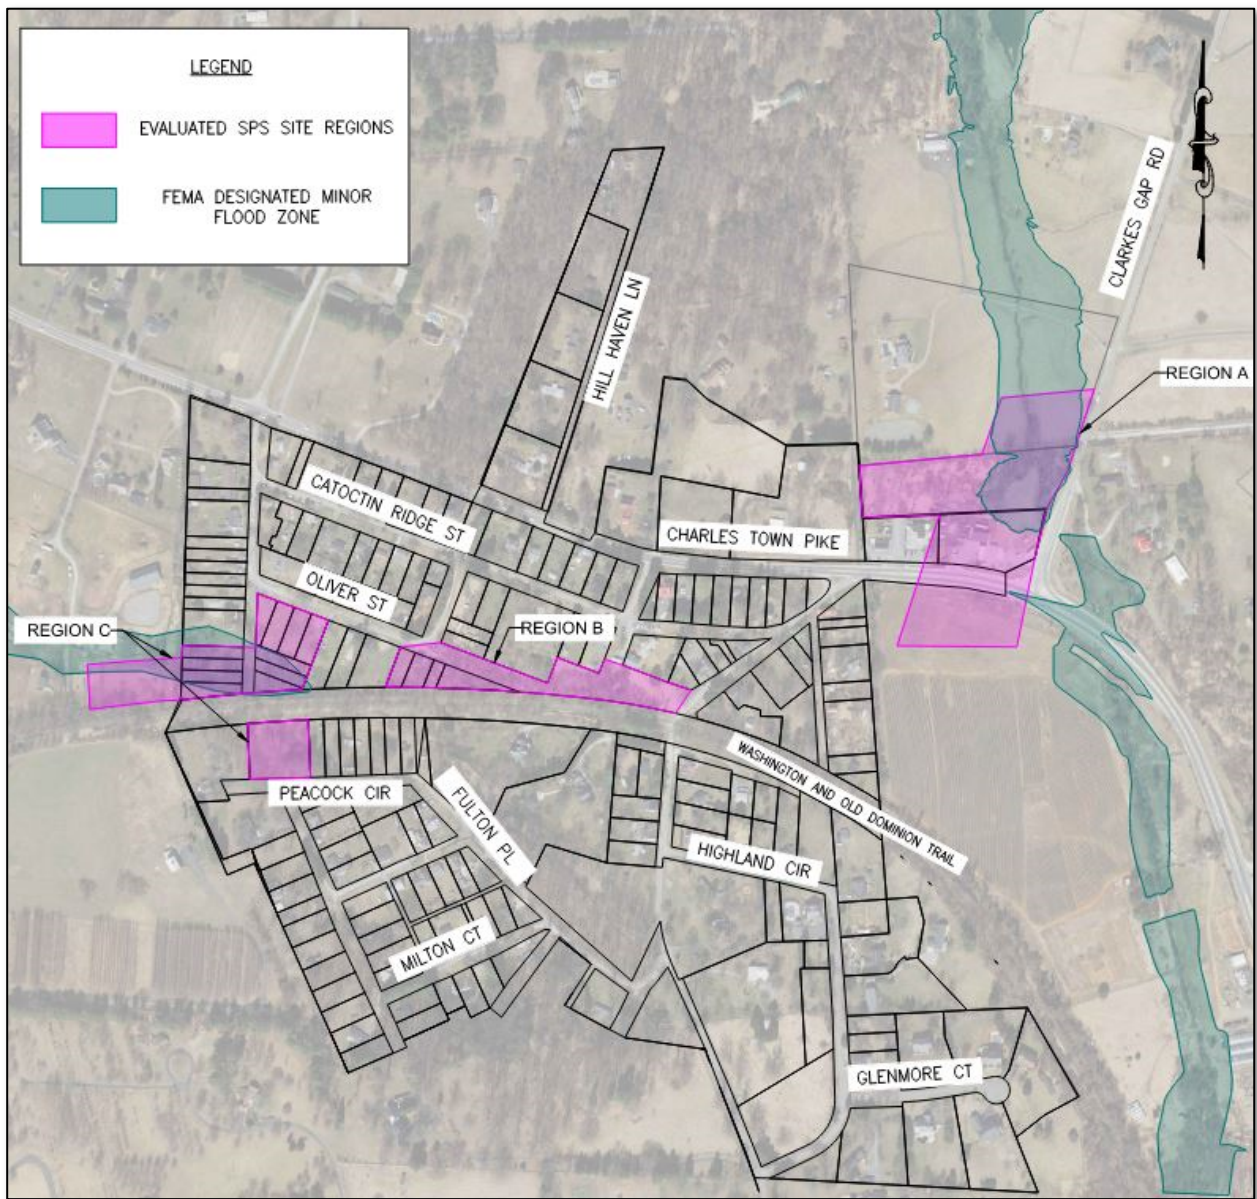 LEGEND
EVALUATED SPS SITE REGIONS
FEMA DESIGNATED MINOR
FLOOD ZONE
CLARKES GAP RD
HILL HAVEN LN
REGION A
CATOCTIN RIDGE ST
CHARLES TOWN PIKE
OLIVER ST
REGION C
REGION B
WASHINGTON AND OLD DOMINION TRAIL
PEACOCK CIR
FULTON PL
HIGHLAND CIR
MILTON CT
GLENMORE CT